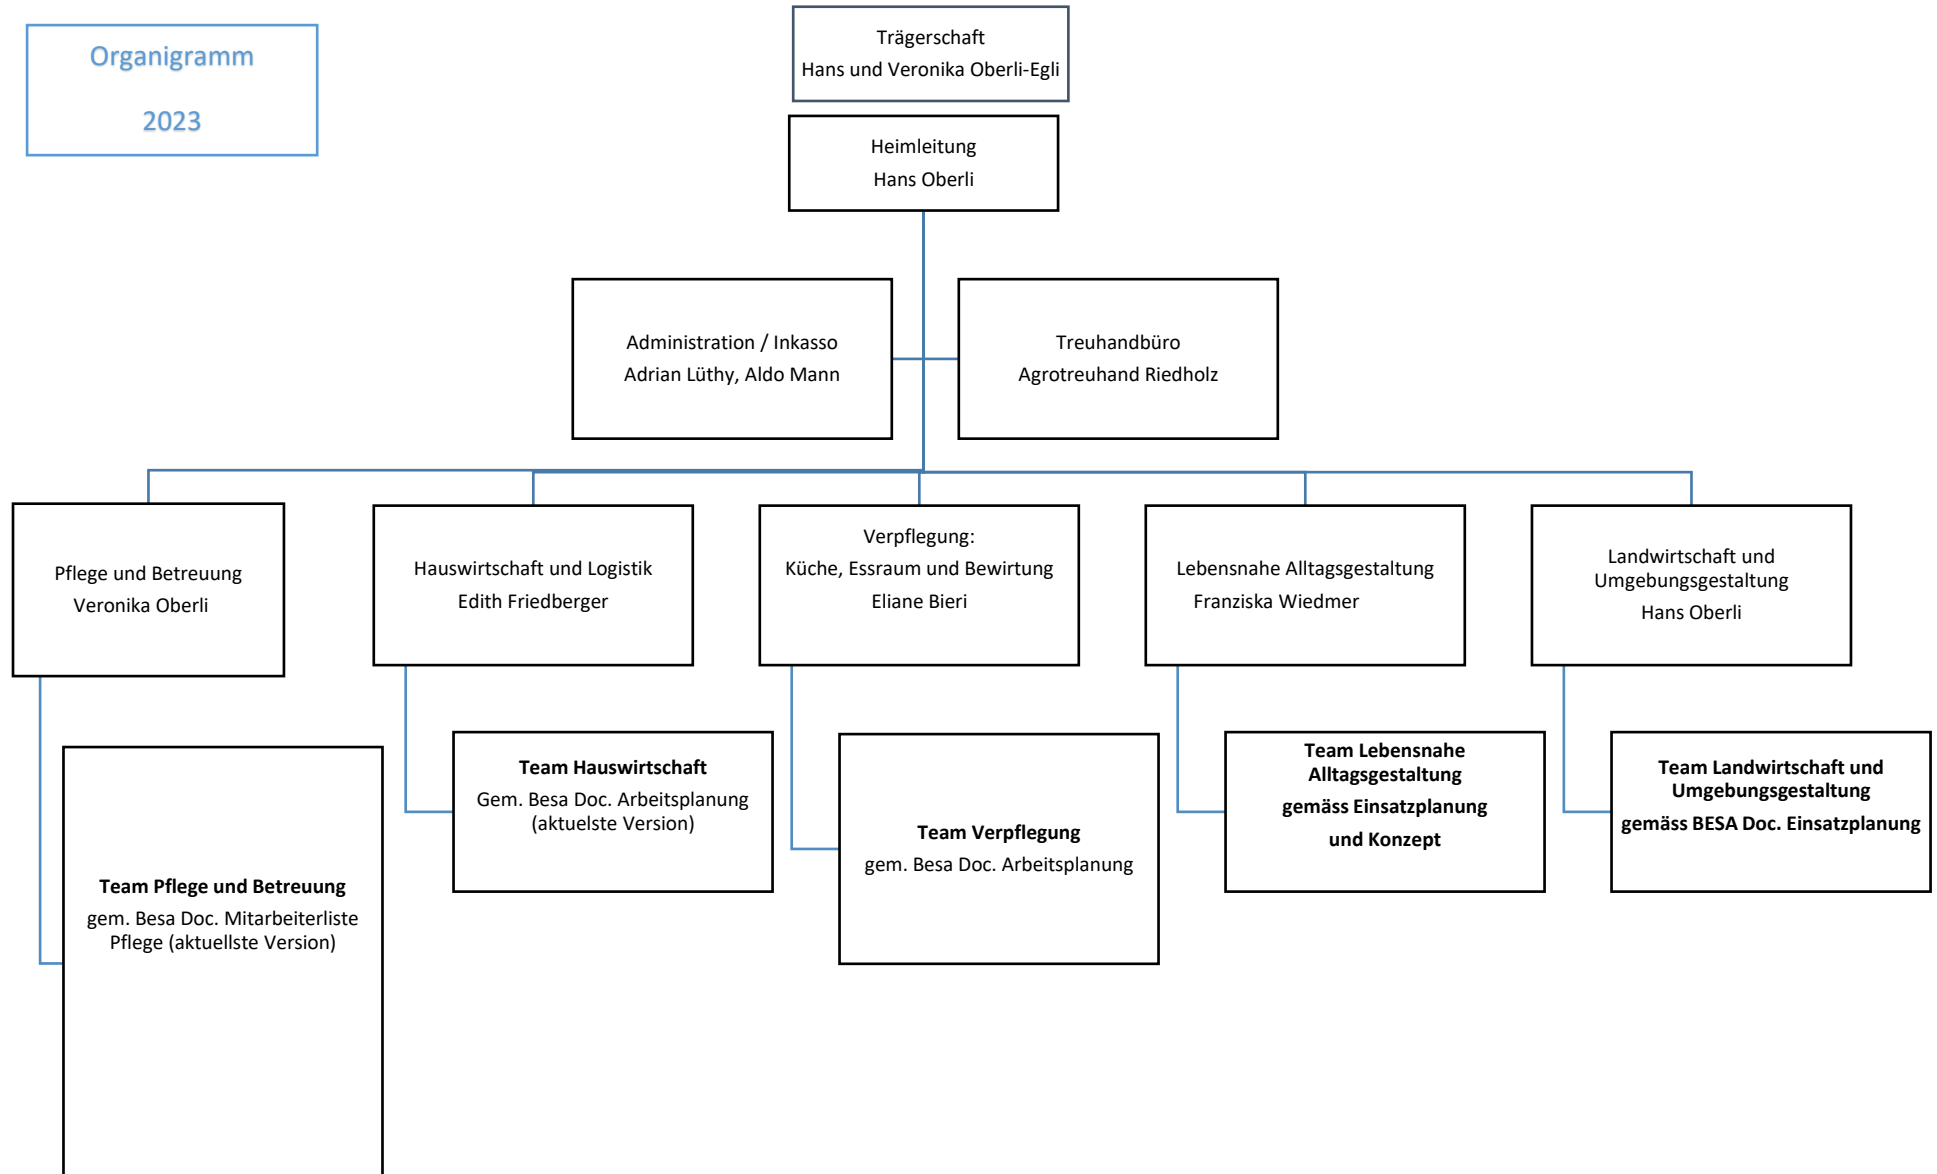 Organigramm
2023
Trägerschaft
Hans und Veronika Oberli-Egli
Heimleitung
Hans Oberli
Administration / Inkasso
Adrian Lüthy, Aldo Mann
Treuhandbüro
Agrotreuhand Riedholz
Pflege und Betreuung
Veronika Oberli
Hauswirtschaft und Logistik
Edith Friedberger
Verpflegung:
Küche, Essraum und Bewirtung
Eliane Bieri
Lebensnahe Alltagsgestaltung
Franziska Wiedmer
Landwirtschaft und
Umgebungsgestaltung
Hans Oberli
Team Pflege und Betreuung
gem. Besa Doc. Mitarbeiterliste
Pflege (aktuellste Version)
Team Hauswirtschaft
Gem. Besa Doc. Arbeitsplanung
(aktuelste Version)
Team Verpflegung
gem. Besa Doc. Arbeitsplanung
Team Lebensnahe
Alltagsgestaltung
gemäss Einsatzplanung
und Konzept
Team Landwirtschaft und
Umgebungsgestaltung
gemäss BESA Doc. Einsatzplanung